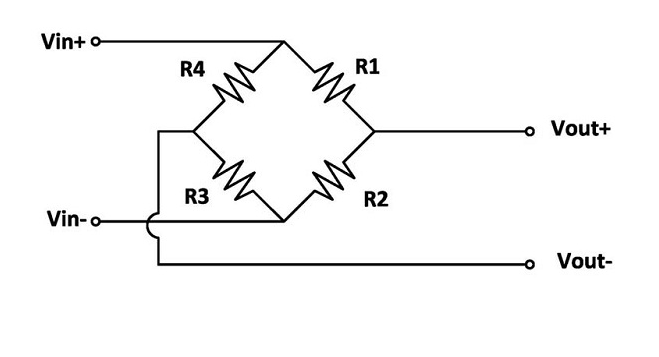 Vin+
R4
R1
Vout+
R3
R2
Vin-
Vout-